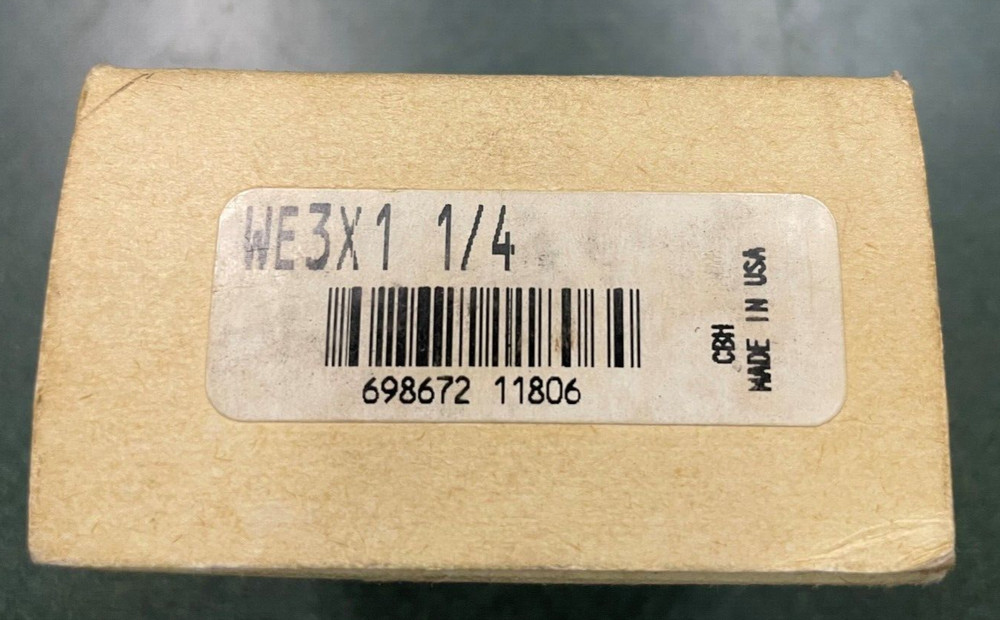 WE3X1 1/4
698672 11806
CBH
MADE IN USA